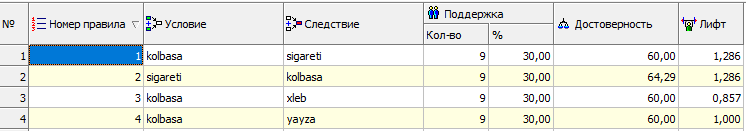 № Номер правила Условие Следствие Поддержка Достоверность Лифт
Кол-во %
1 1 kolbasa sigareti 9 30,00 60,00 1,286
2 2 sigareti kolbasa 9 30,00 64,29 1,286
3 3 kolbasa xleb 9 30,00 60,00 0,857
4 4 kolbasa yayza 9 30,00 60,00 1,000